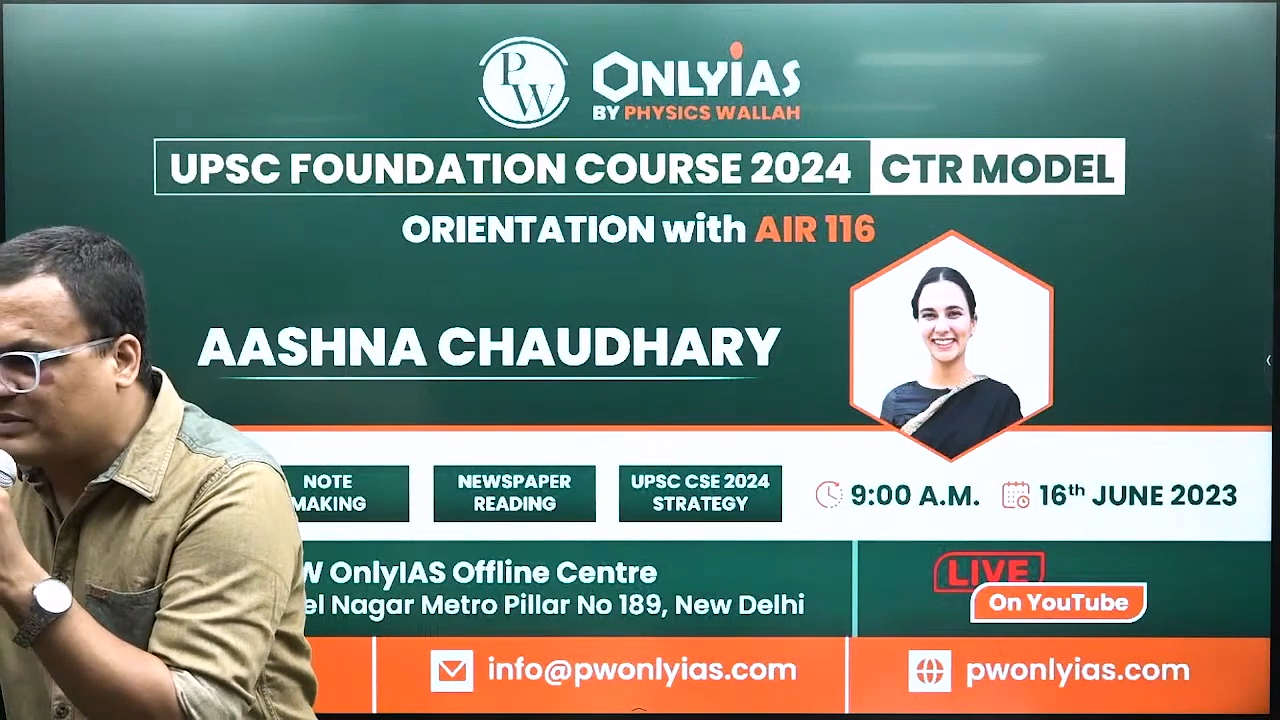 PW
ONLYIAS
BY PHYSICS WALLAH
UPSC FOUNDATION COURSE 2024 CTR MODEL
ORIENTATION with AIR 116
AASHNA CHAUDHARY
NOTE
MAKING
NEWSPAPER
READING
UPSC CSE 2024
STRATEGY
9:00 A.M.
16th JUNE 2023
OnlyIAS Offline Centre
Nagar Metro Pillar No 189, New Delhi
LIVE
On YouTube
info@pwonlyias.com
pwonlyias.com